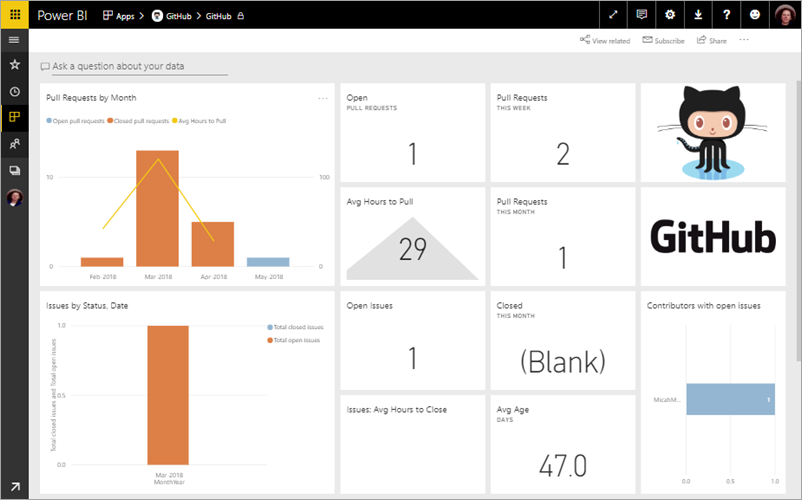 Power BI
Apps > GitHub > GitHub
View related
Subscribe
Share
Ask a question about your data
Pull Requests by Month
Open pull requests Closed pull requests Avg Hours to Pull
10
0
100
0
Feb-2018 Mar-2018 Apr-2018 May-2018
Open
PULL REQUESTS
1
Pull Requests
THIS WEEK
2
Avg Hours to Pull
29
Pull Requests
THIS MONTH
1
GitHub
Issues by Status, Date
Total closed issues
Total open issues
Total closed issues and Total open issues
1.0
0.5
0.0
Mar-2018
MonthYear
Open Issues
1
Closed
THIS MONTH
(Blank)
Issues: Avg Hours to Close
Avg Age
DAYS
47.0
Contributors with open issues
MicahM...
1
0.0 0.5 1.0
0.0 1.0